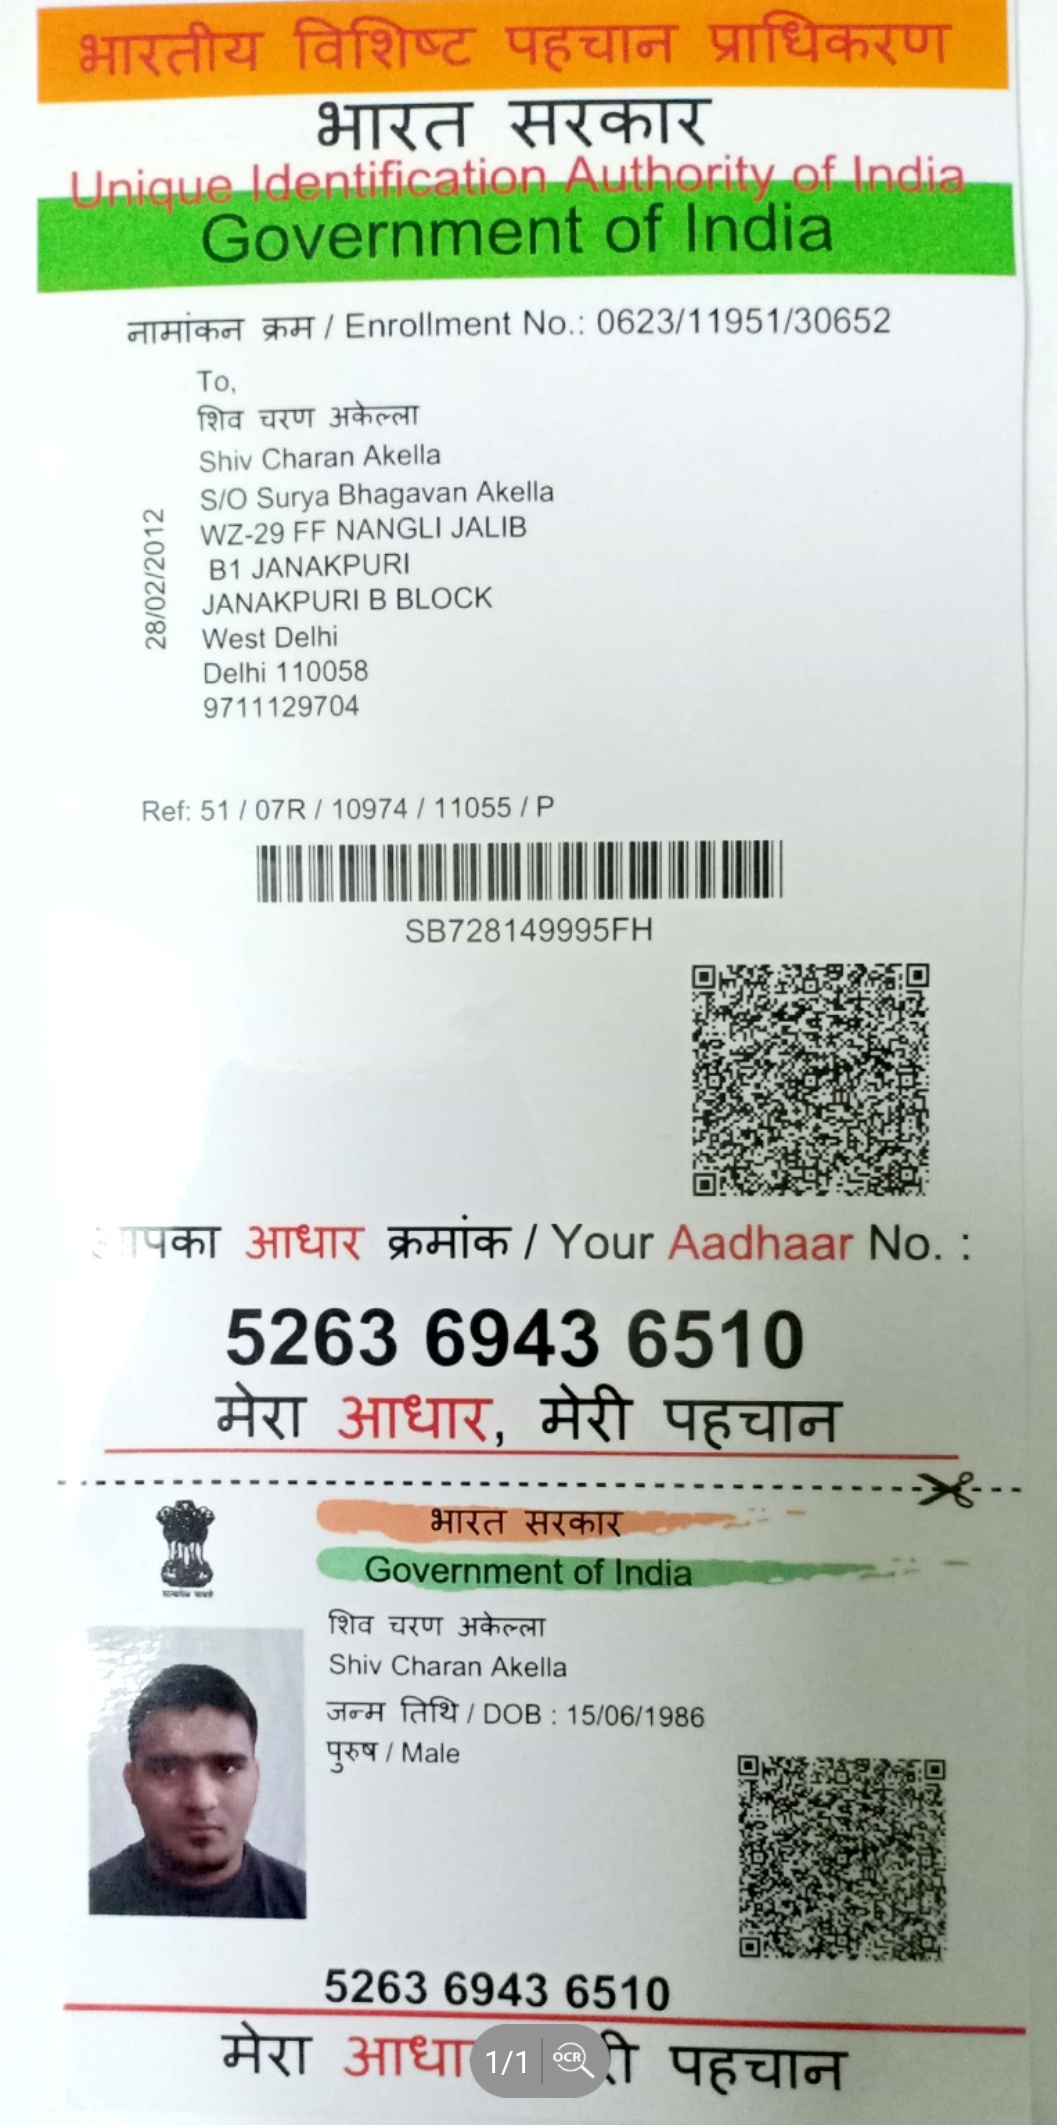 भारतीय विशिष्ट पहचान प्राधिकरण
भारत सरकार
Unique Identification Authority of India
Government of India
नामांकन क्रम / Enrollment No.: 0623/11951/30652
To,
शिव चरण अकेल्ला
Shiv Charan Akella
S/O Surya Bhagavan Akella
WZ-29 FF NANGLI JALIB
B1 JANAKPURI
JANAKPURI B BLOCK
West Delhi
Delhi 110058
9711129704
28/02/2012
Ref: 51 / 07R / 10974 / 11055 / P
SB728149995FH
आपका आधार क्रमांक / Your Aadhaar No. :
5263 6943 6510
मेरा आधार, मेरी पहचान
भारत सरकार
Government of India
शिव चरण अकेल्ला
Shiv Charan Akella
जन्म तिथि / DOB : 15/06/1986
पुरुष / Male
5263 6943 6510
मेरा पहचान
1/1 OCR